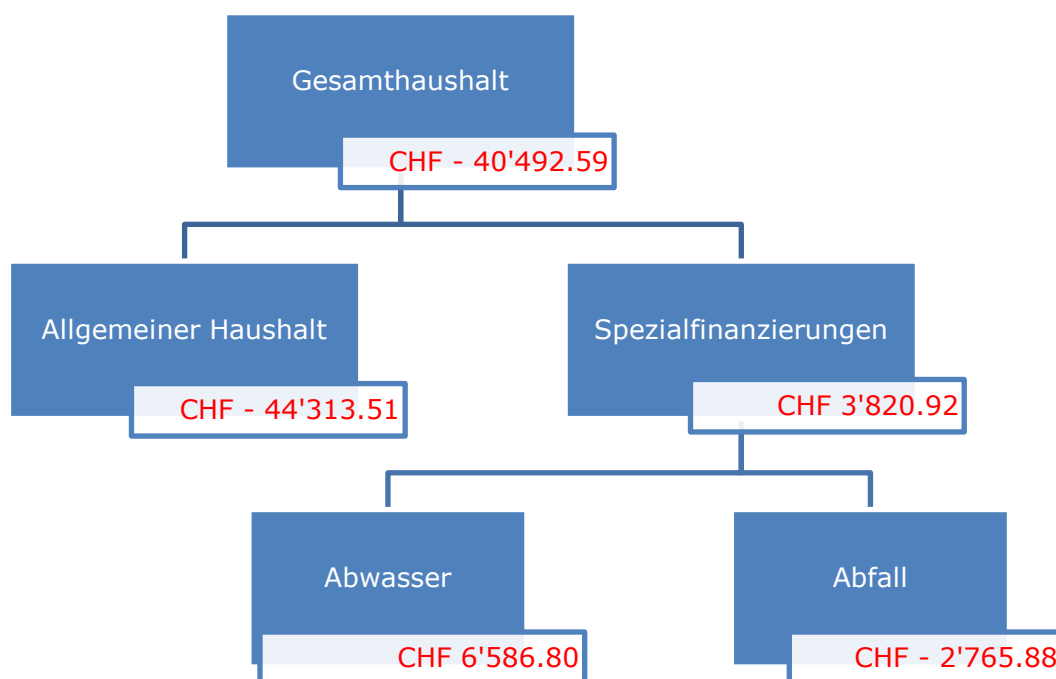 Gesamthaushalt
CHF - 40'492.59
Allgemeiner Haushalt
CHF - 44'313.51
Spezialfinanzierungen
CHF 3'820.92
Abwasser
CHF 6'586.80
Abfall
CHF - 2'765.88